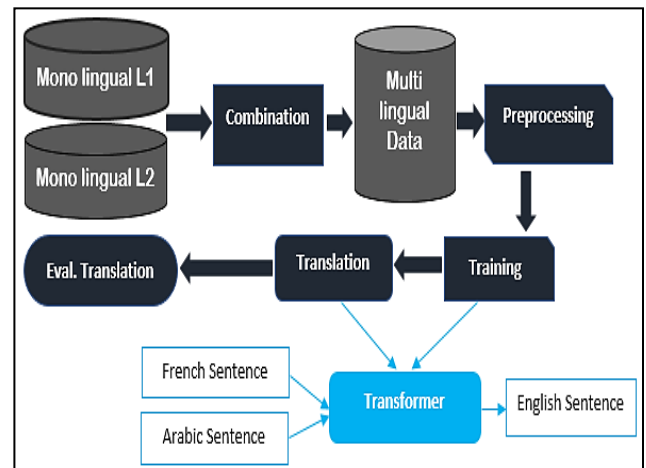 Mono lingual L1
Mono lingual L2
Combination
Multi
lingual
Data
Preprocessing
Eval. Translation
Translation
Training
French Sentence
Arabic Sentence
Transformer
English Sentence